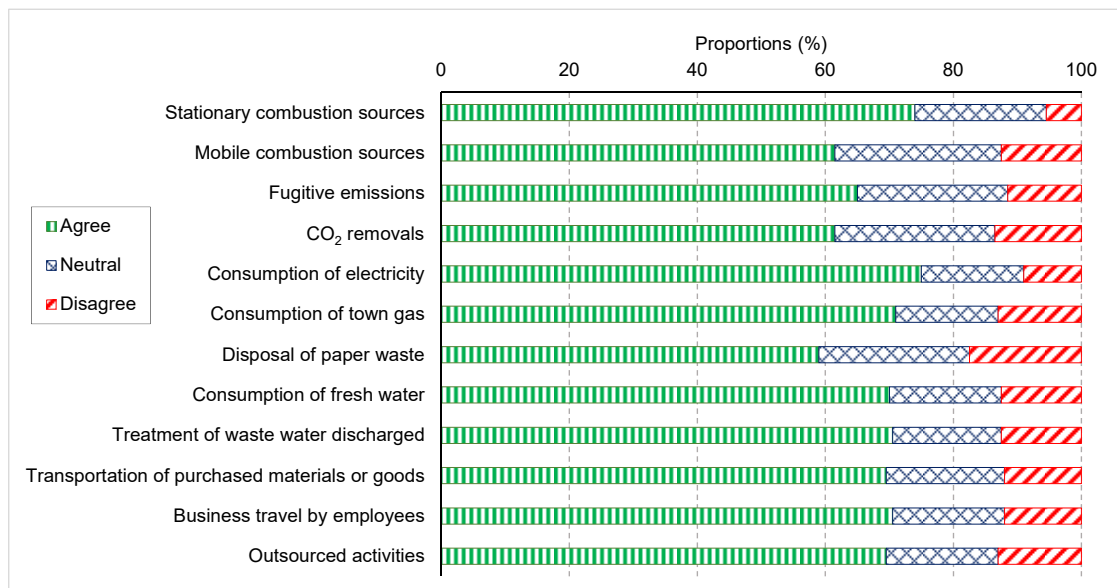 Proportions (%)
0 20 40 60 80 100
Stationary combustion sources
Mobile combustion sources
Fugitive emissions
CO₂ removals
Consumption of electricity
Consumption of town gas
Disposal of paper waste
Consumption of fresh water
Treatment of waste water discharged
Transportation of purchased materials or goods
Business travel by employees
Outsourced activities
Agree
Neutral
Disagree